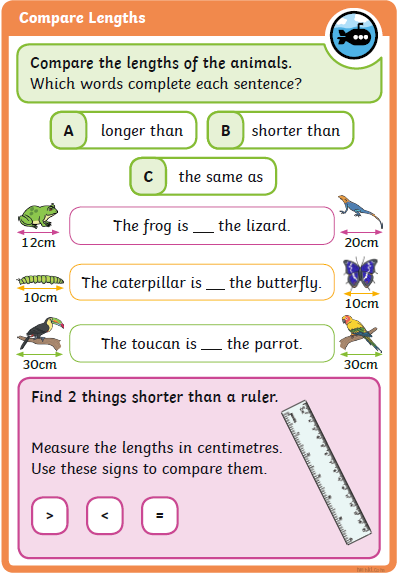 Compare Lengths
Compare the lengths of the animals.
Which words complete each sentence?
A longer than
B shorter than
C the same as
12cm
The frog is ___ the lizard.
20cm
10cm
The caterpillar is ___ the butterfly.
10cm
30cm
The toucan is ___ the parrot.
30cm
Find 2 things shorter than a ruler.
Measure the lengths in centimetres.
Use these signs to compare them.
> < =